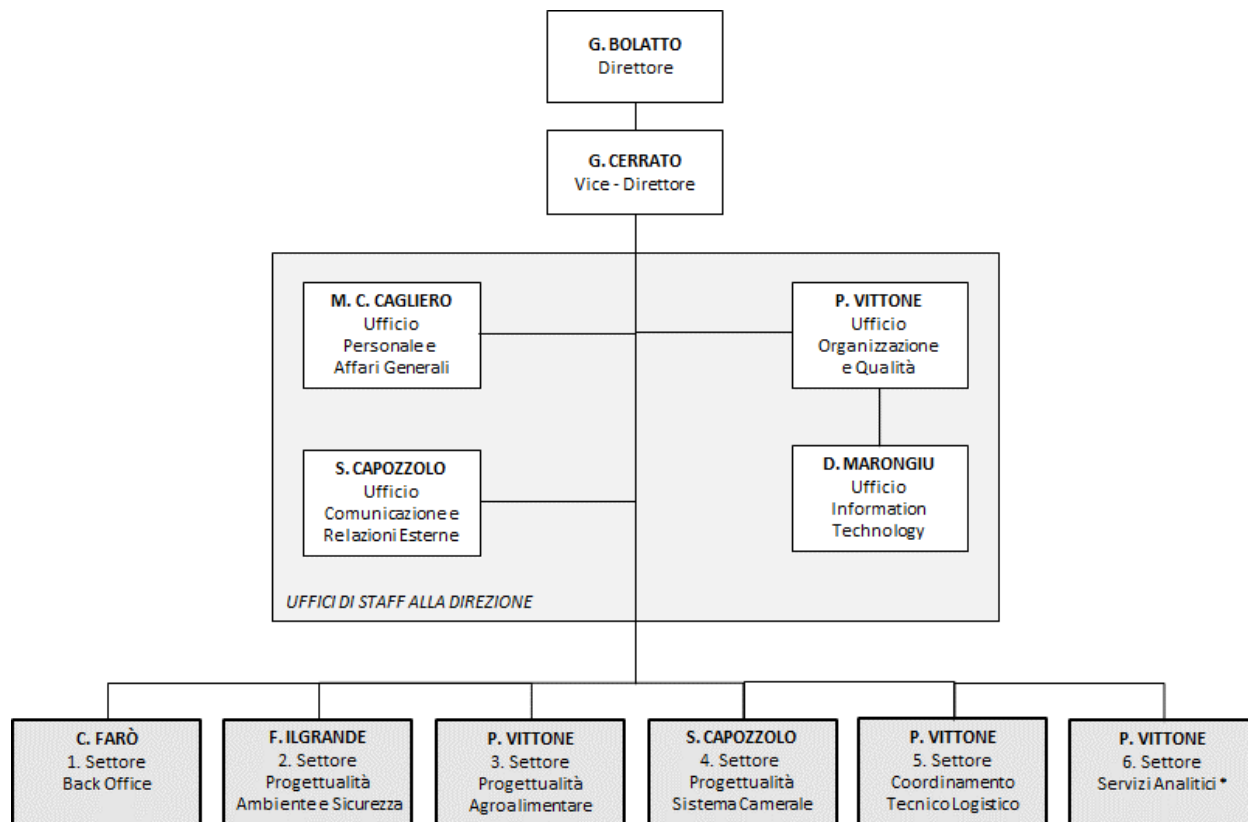 G. BOLATTO
Direttore
G. CERRATO
Vice - Direttore
M. C. CAGLIERO
Ufficio
Personale e
Affari Generali
P. VITTONE
Ufficio
Organizzazione
e Qualità
S. CAPOZZOLO
Ufficio
Comunicazione e
Relazioni Esterne
D. MARONGIU
Ufficio
Information
Technology
UFFICI DI STAFF ALLA DIREZIONE
C. FARÒ
1. Settore
Back Office
F. ILGRANDE
2. Settore
Progettualità
Ambiente e Sicurezza
P. VITTONE
3. Settore
Progettualità
Agroalimentare
S. CAPOZZOLO
4. Settore
Progettualità
Sistema Camerale
P. VITTONE
5. Settore
Coordinamento
Tecnico Logistico
P. VITTONE
6. Settore
Servizi Analitici *